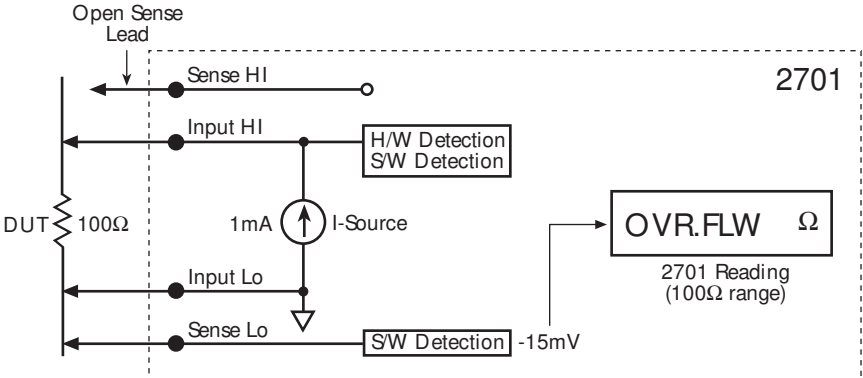 Open Sense
Lead
Sense HI
2701
Input HI
H/W Detection
S/W Detection
DUT
100Ω
1mA
I-Source
OVR.FLW Ω
2701 Reading
(100Ω range)
Input Lo
Sense Lo
S/W Detection
-15mV